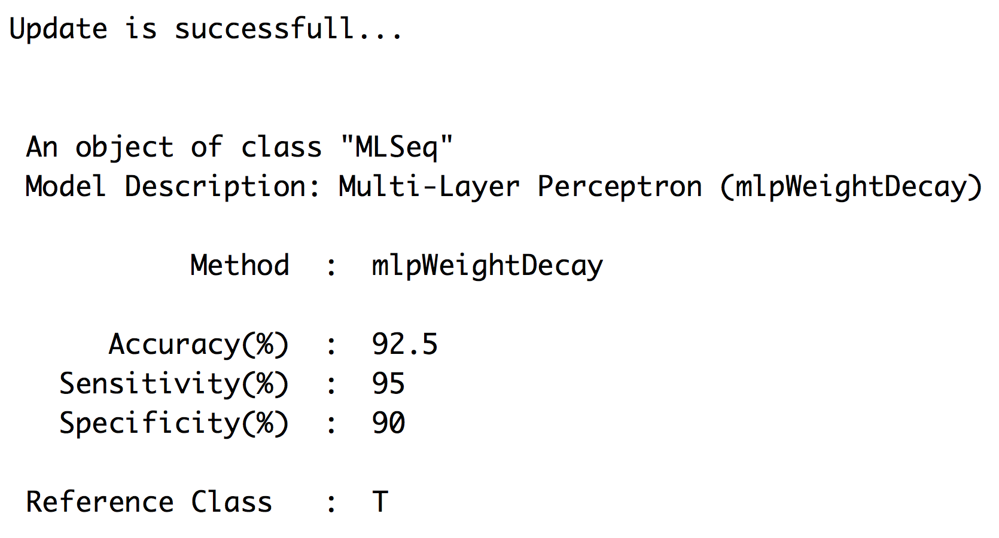 Update is successfull...
An object of class "MLSeq"
Model Description: Multi-Layer Perceptron (mlpWeightDecay)
Method : mlpWeightDecay
Accuracy(%) : 92.5
Sensitivity(%) : 95
Specificity(%) : 90
Reference Class : T